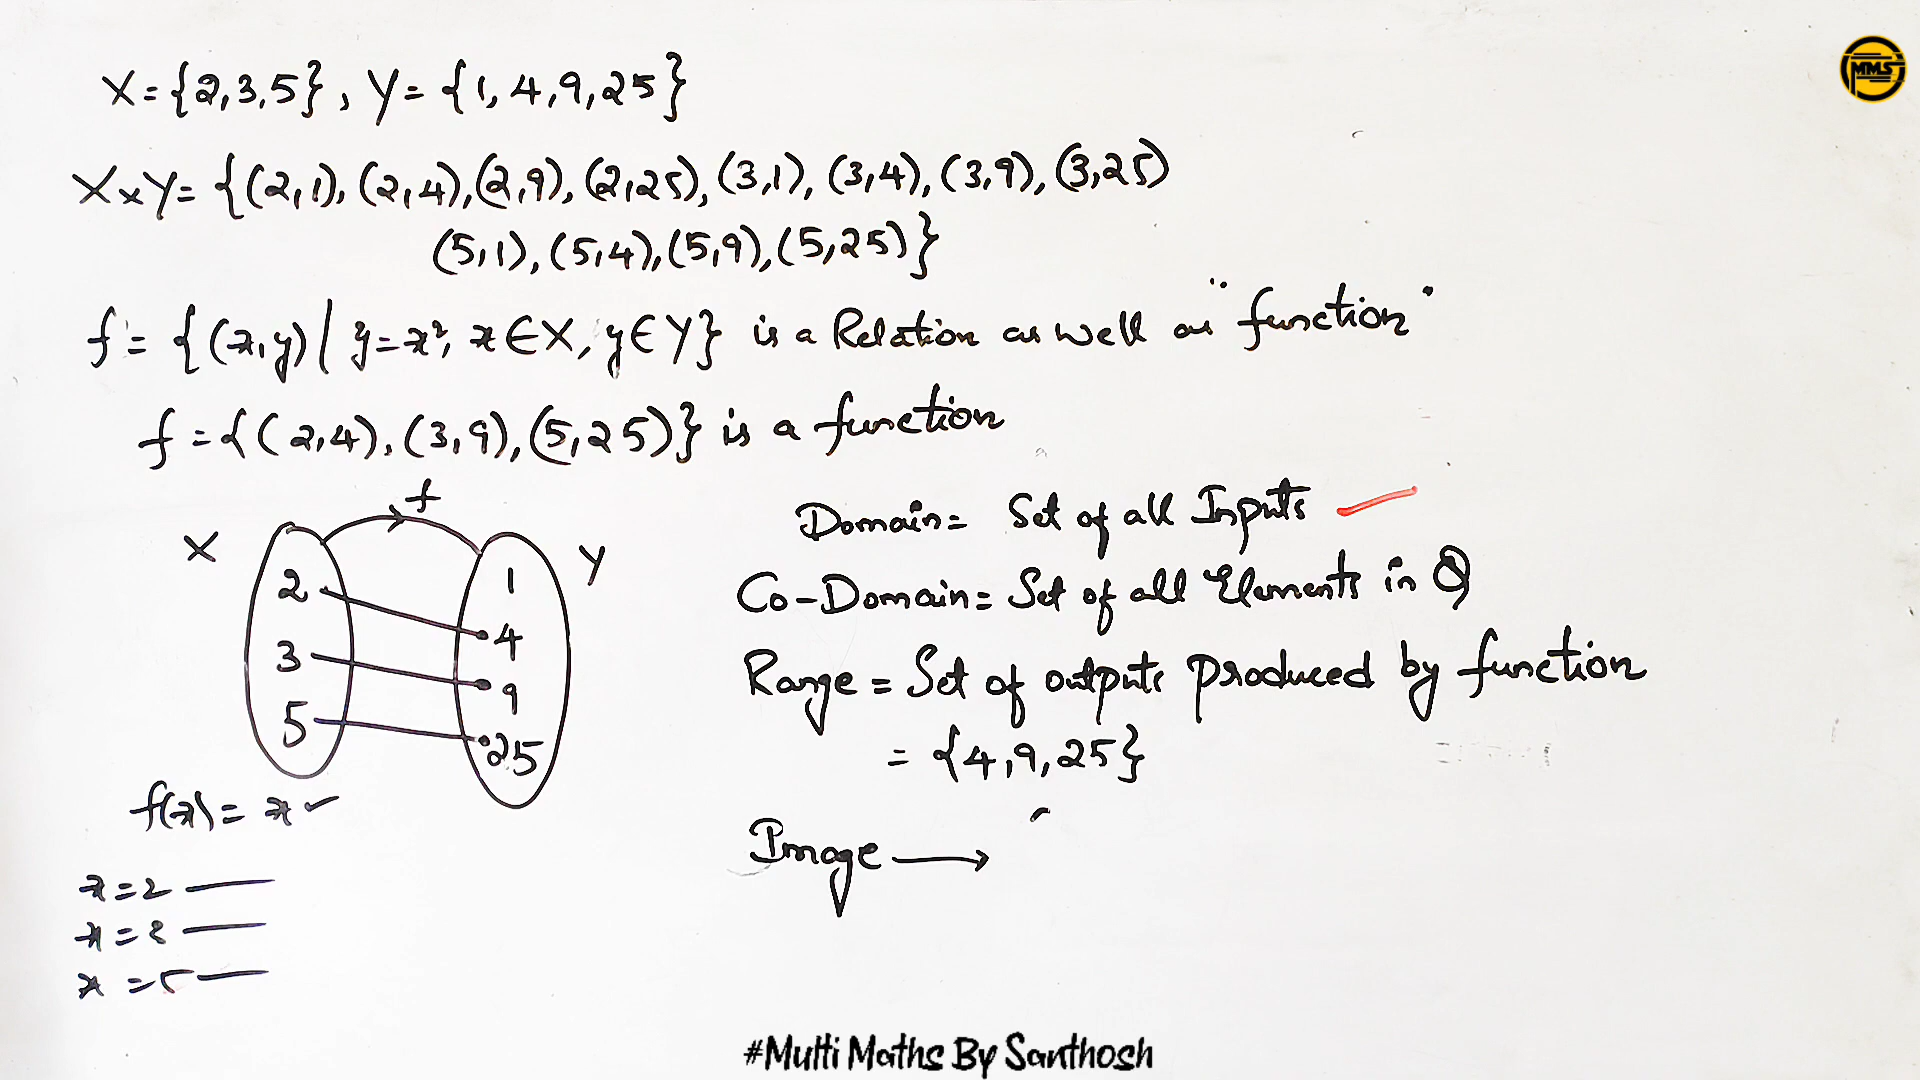 X = {2,3,5}, Y = {1,4,9,25}
MMS
X×Y = {(2,1), (2,4), (2,9), (2,25), (3,1), (3,4), (3,9), (3,25)
(5,1), (5,4), (5,9), (5,25)}
f = {(x,y) | y = x², x ∈ X, y ∈ Y} is a Relation as well as "function"
f = {(2,4), (3,9), (5,25)} is a function
f
X
Y
2
3
5
1
4
9
25
Domain = Set of all Inputs
Co-Domain = Set of all Elements in Q
Range = Set of outputs produced by function
= {4,9,25}
Image →
f(x) = x
x = 2 —
x = —
x = 5 —
#Multi Maths By Santhosh